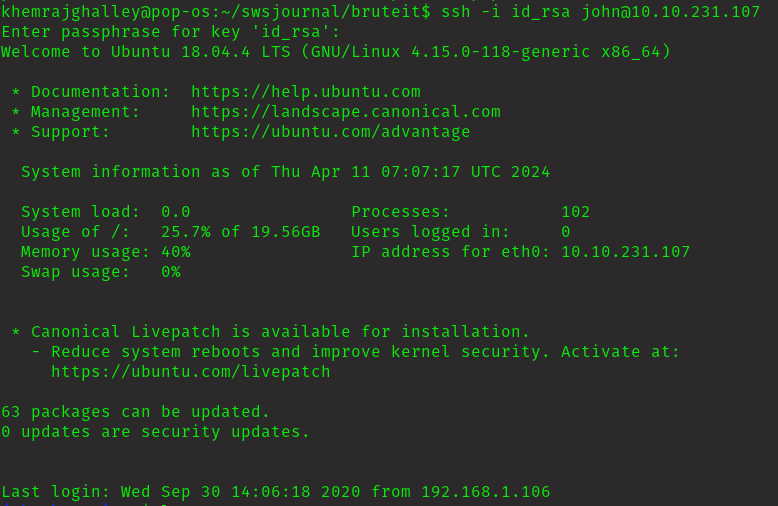 khemrajghalley@pop-os:~/swsjournal/bruteit$ ssh -i id_rsa john@10.10.231.107
Enter passphrase for key 'id_rsa':
Welcome to Ubuntu 18.04.4 LTS (GNU/Linux 4.15.0-118-generic x86_64)

 * Documentation:  https://help.ubuntu.com
 * Management:     https://landscape.canonical.com
 * Support:        https://ubuntu.com/advantage

  System information as of Thu Apr 11 07:07:17 UTC 2024

  System load:  0.0                Processes:           102
  Usage of /:   25.7% of 19.56GB   Users logged in:     0
  Memory usage: 40%                IP address for eth0: 10.10.231.107
  Swap usage:   0%

 * Canonical Livepatch is available for installation.
   - Reduce system reboots and improve kernel security. Activate at:
     https://ubuntu.com/livepatch

63 packages can be updated.
0 updates are security updates.

Last login: Wed Sep 30 14:06:18 2020 from 192.168.1.106